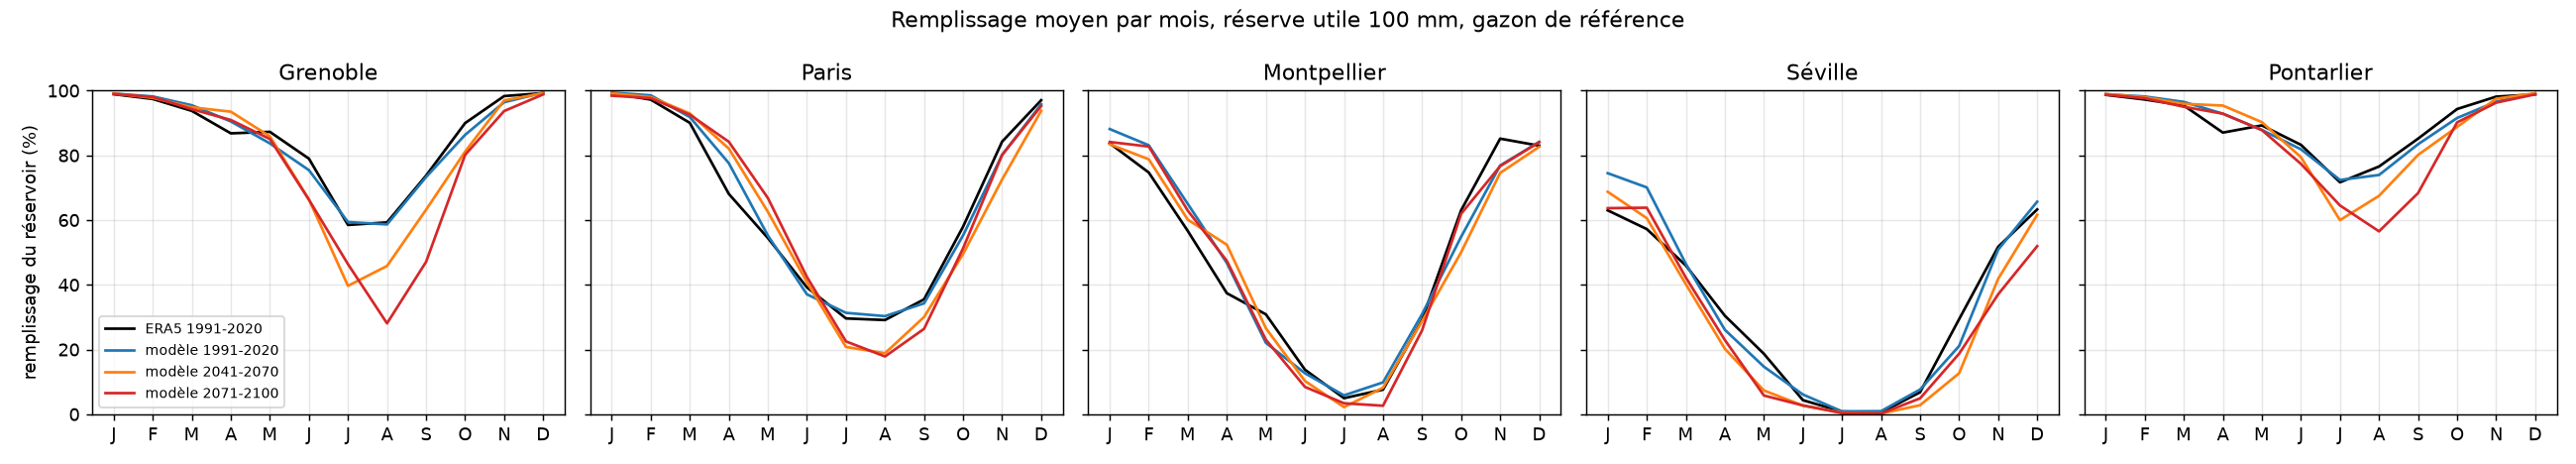 Remplissage moyen par mois, réserve utile 100 mm, gazon de référence
Grenoble
Paris
Montpellier
Séville
Pontarlier
remplissage du réservoir (%)
100
80
60
40
20
0
ERA5 1991-2020
modèle 1991-2020
modèle 2041-2070
modèle 2071-2100
J F M A M J J A S O N D
J F M A M J J A S O N D
J F M A M J J A S O N D
J F M A M J J A S O N D
J F M A M J J A S O N D